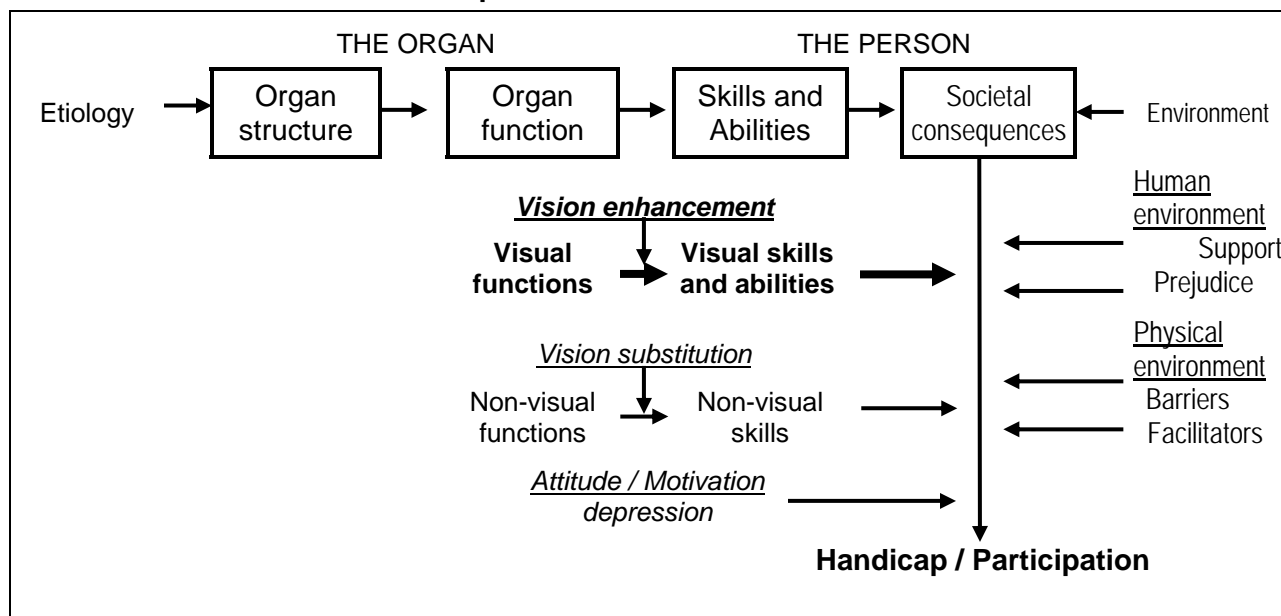 THE ORGAN THE PERSON
Etiology
Organ
structure
Organ
function
Skills and
Abilities
Societal
consequences
Environment
Vision enhancement
Visual
functions
Visual skills
and abilities
Human
environment
Support
Prejudice
Vision substitution
Non-visual
functions
Non-visual
skills
Physical
environment
Barriers
Facilitators
Attitude / Motivation
depression
Handicap / Participation